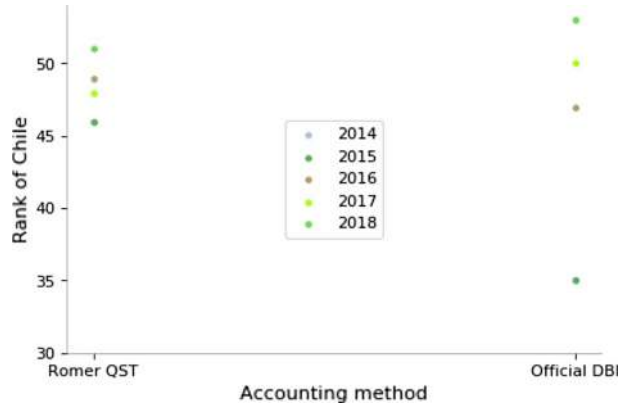 50
45
40
35
30
Rank of Chile
2014
2015
2016
2017
2018
Romer QST
Official DBI
Accounting method